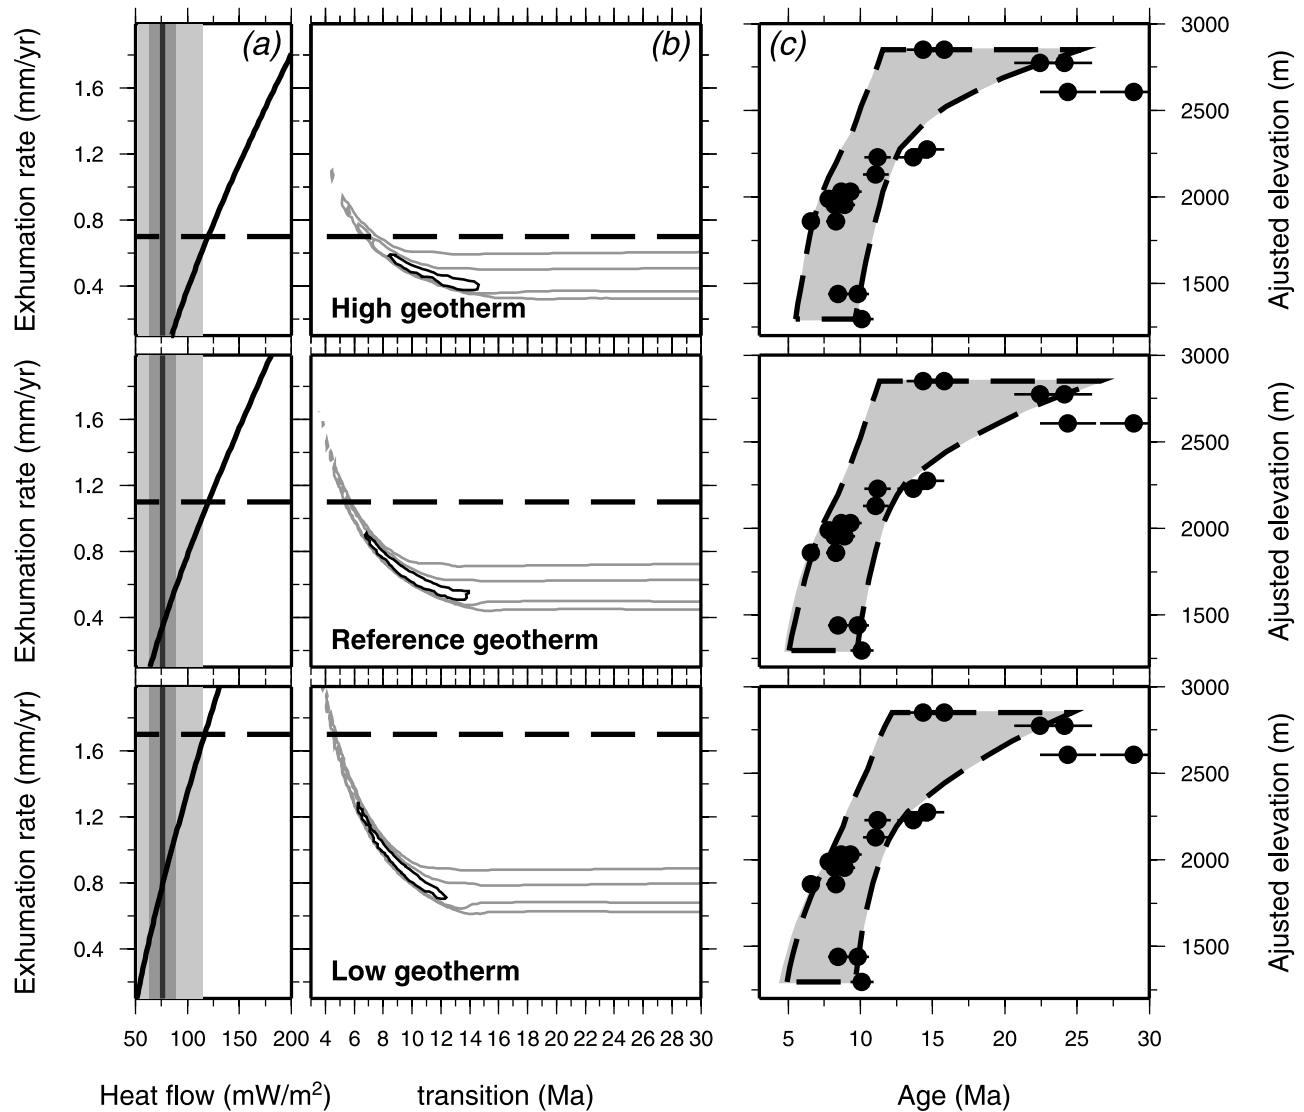 (a)
(b)
(c)
Exhumation rate (mm/yr)
1.6
1.2
0.8
0.4
High geotherm
3000
2500
2000
1500
Ajusted elevation (m)
Exhumation rate (mm/yr)
1.6
1.2
0.8
0.4
Reference geotherm
3000
2500
2000
1500
Ajusted elevation (m)
Exhumation rate (mm/yr)
1.6
1.2
0.8
0.4
Low geotherm
3000
2500
2000
1500
Ajusted elevation (m)
50 100 150 200
4 6 8 10 12 14 16 18 20 22 24 26 28 30
5 10 15 20 25 30
Heat flow (mW/m²)
transition (Ma)
Age (Ma)